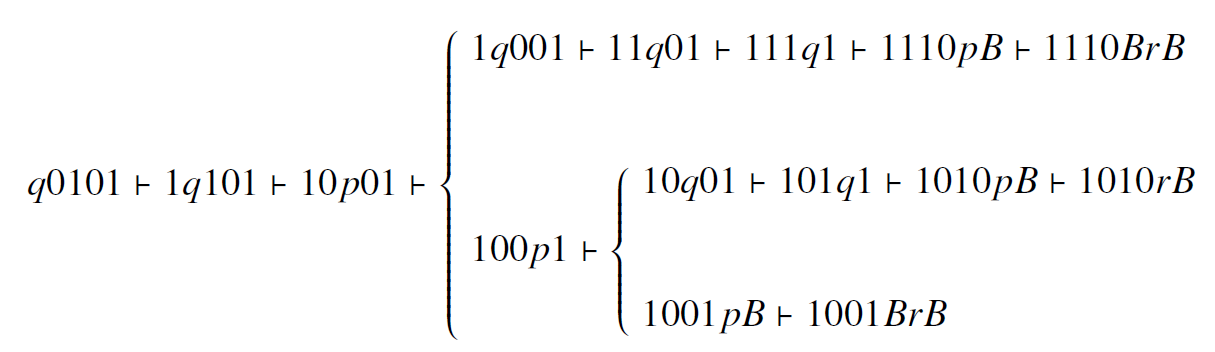 1q001 ⊢ 11q01 ⊢ 111q1 ⊢ 1110pB ⊢ 1110BrB
q0101 ⊢ 1q101 ⊢ 10p01 ⊢
10q01 ⊢ 101q1 ⊢ 1010pB ⊢ 1010rB
100p1 ⊢
1001pB ⊢ 1001BrB